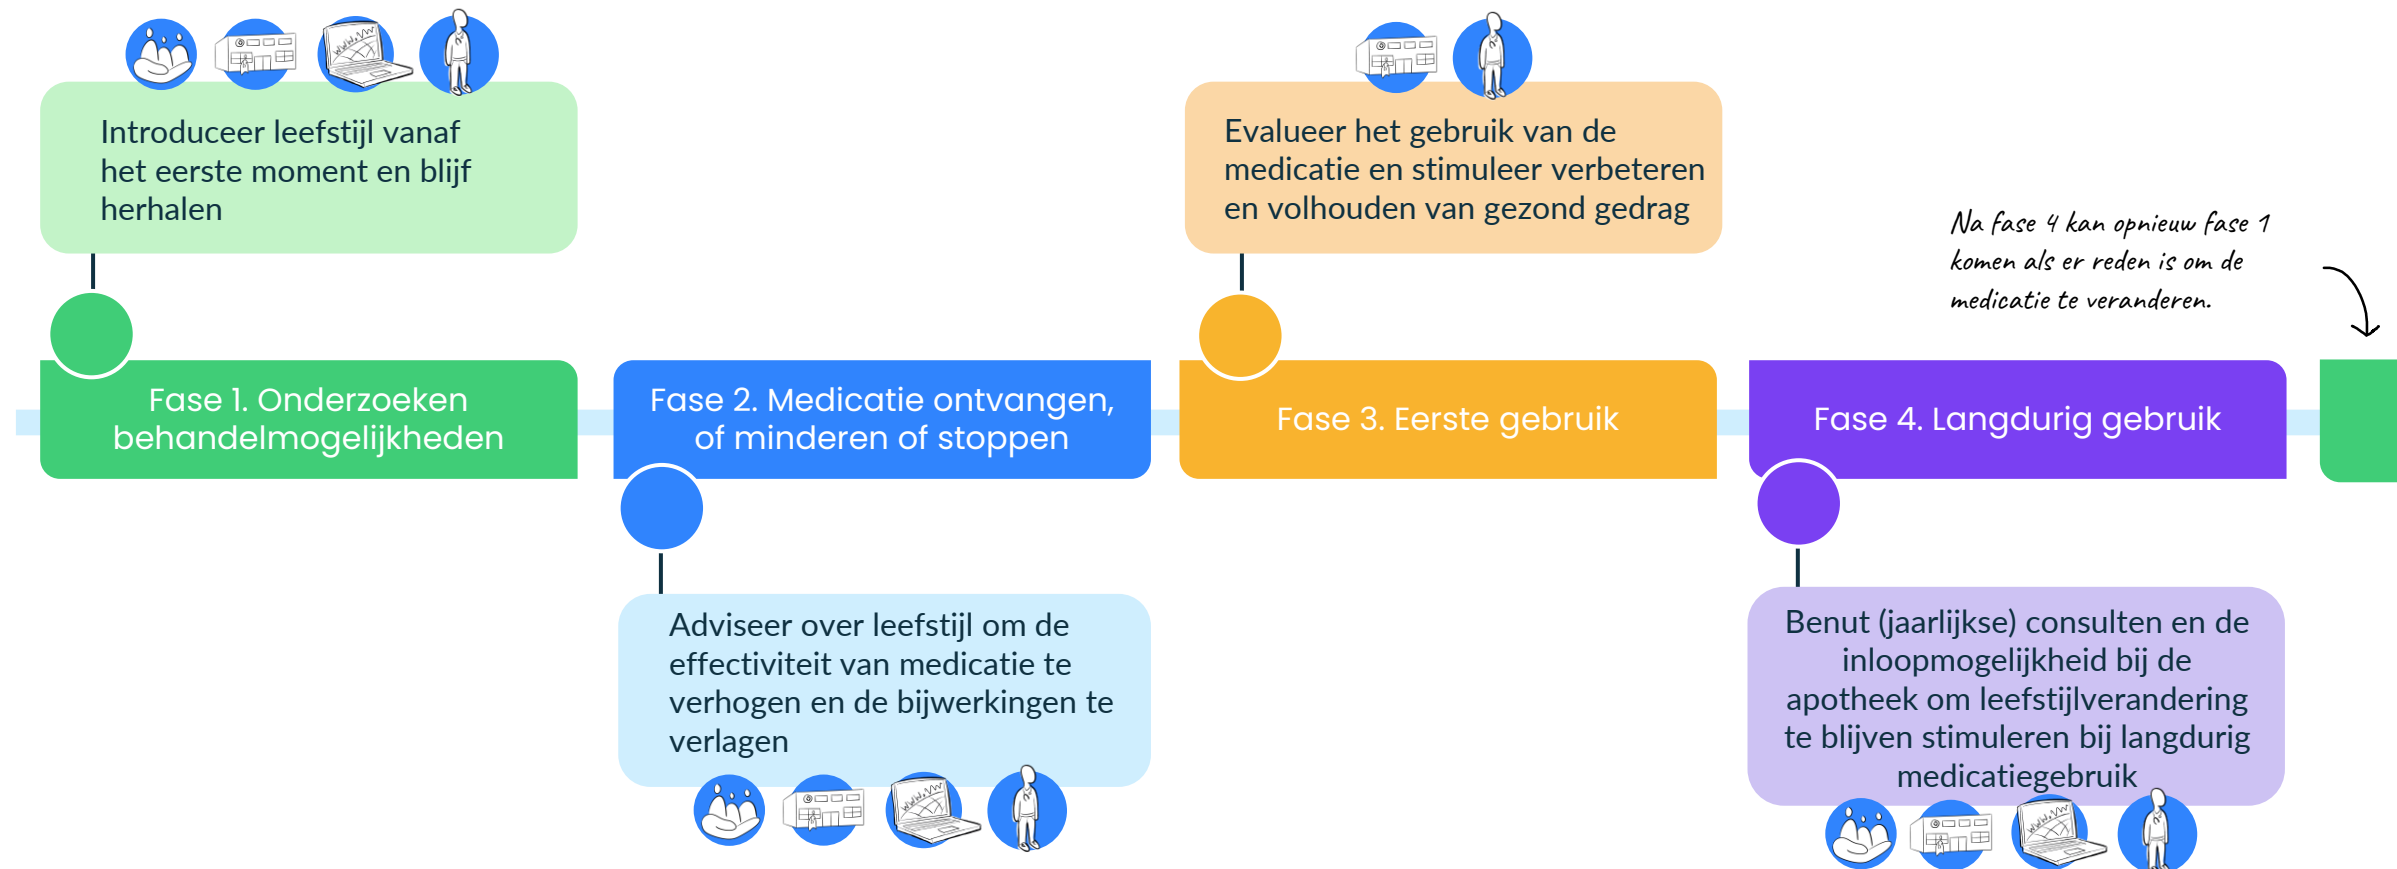 Introduceer leefstijl vanaf
het eerste moment en blijf
herhalen
Evalueer het gebruik van de
medicatie en stimuleer verbeteren
en volhouden van gezond gedrag
Na fase 4 kan opnieuw fase 1
komen als er reden is om de
medicatie te veranderen.
Fase 1. Onderzoeken
behandelmogelijkheden
Fase 2. Medicatie ontvangen,
of minderen of stoppen
Fase 3. Eerste gebruik
Fase 4. Langdurig gebruik
Adviseer over leefstijl om de
effectiviteit van medicatie te
verhogen en de bijwerkingen te
verlagen
Benut (jaarlijkse) consulten en de
inloopmogelijkheid bij de
apotheek om leefstijlverandering
te blijven stimuleren bij langdurig
medicatiegebruik